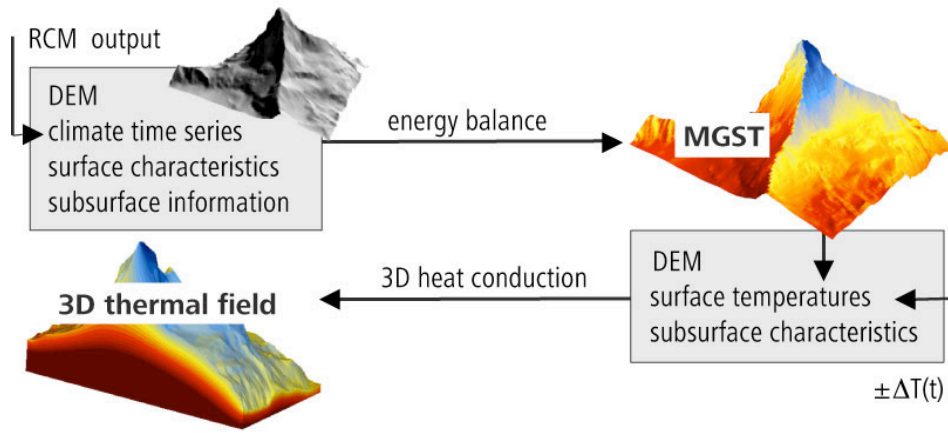 RCM output
DEM
climate time series
surface characteristics
subsurface information
energy balance
MGST
DEM
surface temperatures
subsurface characteristics
±ΔT(t)
3D heat conduction
3D thermal field